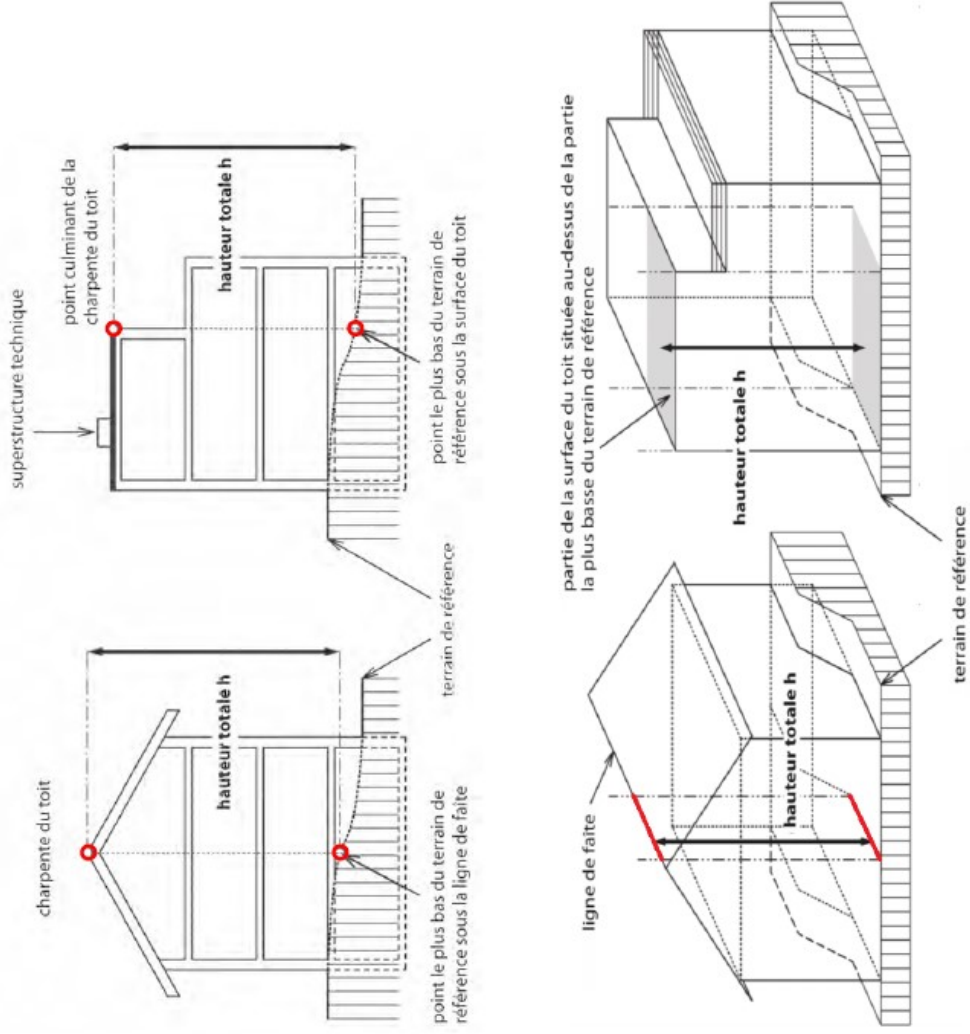 superstructure technique
point culminant de la
charpente du toit
hauteur totale h
point le plus bas du terrain de
référence sous la surface du toit
charpente du toit
hauteur totale h
terrain de référence
point le plus bas du terrain de
référence sous la ligne de faîte
partie de la surface du toit située au-dessus de la partie
la plus basse du terrain de référence
hauteur totale h
ligne de faîte
hauteur totale h
terrain de référence